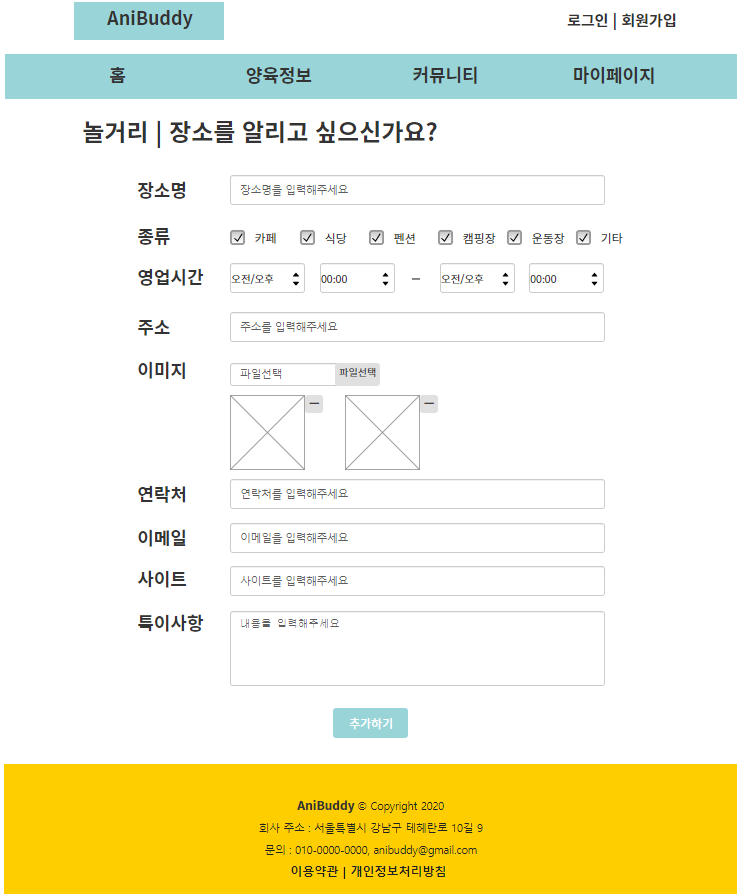 AniBuddy
로그인 | 회원가입
홈 양육정보 커뮤니티 마이페이지
놀거리 | 장소를 알리고 싶으신가요?
장소명 장소명을 입력해주세요
종류 카페 식당 펜션 캠핑장 운동장 기타
영업시간 오전/오후 00:00 – 오전/오후 00:00
주소 주소를 입력해주세요
이미지 파일선택 파일선택
연락처 연락처를 입력해주세요
이메일 이메일을 입력해주세요
사이트 사이트를 입력해주세요
특이사항 내용을 입력해주세요
추가하기
AniBuddy © Copyright 2020
회사 주소 : 서울특별시 강남구 테헤란로 10길 9
문의 : 010-0000-0000, anibuddy@gmail.com
이용약관 | 개인정보처리방침